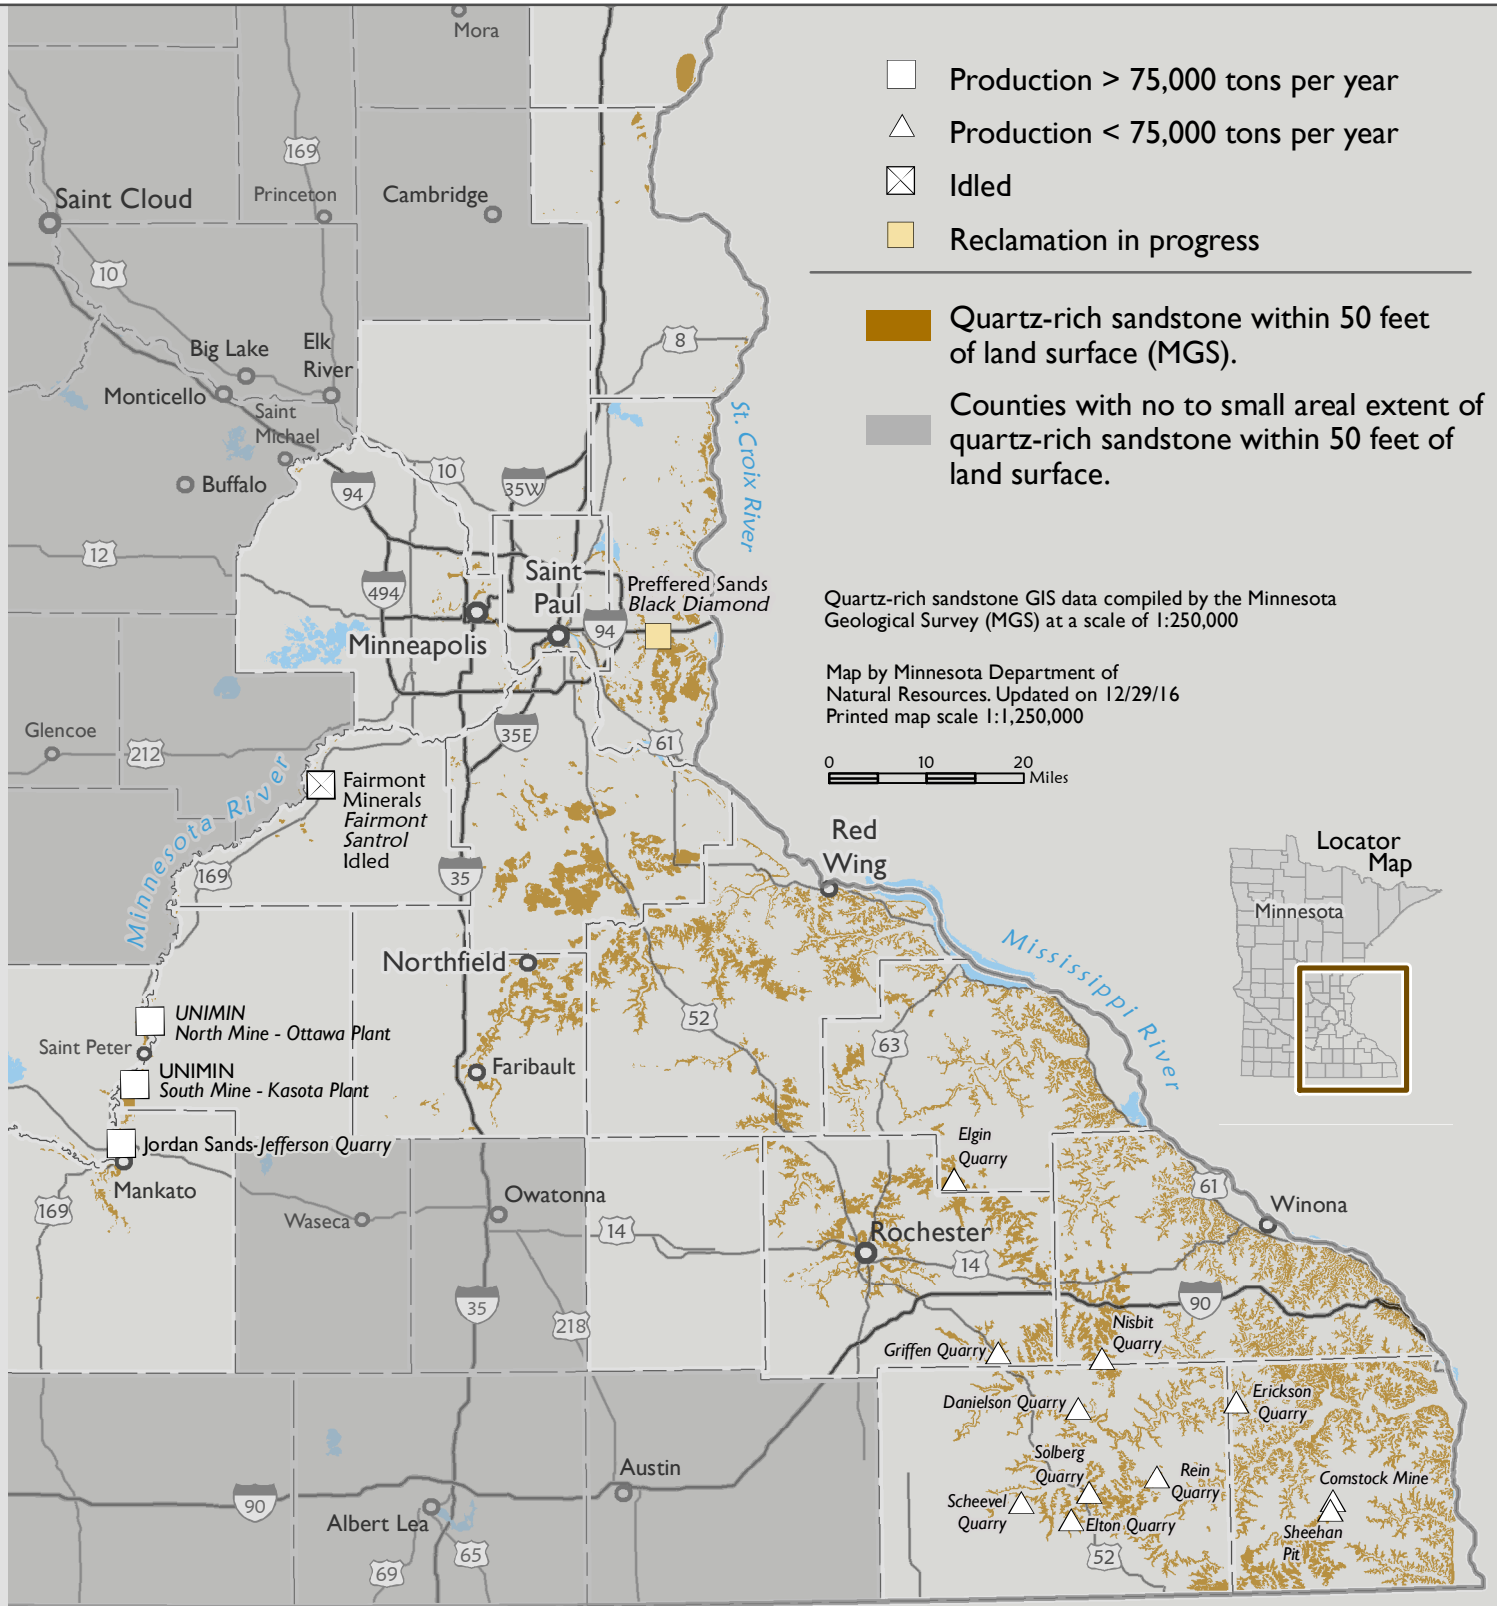 Mora
Production > 75,000 tons per year
Production < 75,000 tons per year
Idled
Reclamation in progress
Quartz-rich sandstone within 50 feet
of land surface (MGS).
Counties with no to small areal extent of
quartz-rich sandstone within 50 feet of
land surface.
169
Saint Cloud
Princeton
Cambridge
10
8
Big Lake
Elk
River
Monticello
Saint
Michael
St. Croix River
Buffalo
94
10
35W
12
494
Saint
Paul
94
Minneapolis
Preffered Sands
Black Diamond
Quartz-rich sandstone GIS data compiled by the Minnesota
Geological Survey (MGS) at a scale of 1:250,000
Map by Minnesota Department of
Natural Resources. Updated on 12/29/16
Printed map scale 1:1,250,000
0 10 20
Miles
Glencoe
212
35E
61
Minnesota River
Fairmont
Minerals
Fairmont
Santrol
Idled
169
35
Red
Wing
Locator
Map
Minnesota
Mississippi River
Northfield
52
63
UNIMIN
North Mine - Ottawa Plant
Saint Peter
UNIMIN
South Mine - Kasota Plant
Faribault
Jordan Sands-Jefferson Quarry
Mankato
169
Elgin
Quarry
61
Winona
Waseca
Owatonna
14
Rochester
14
35
218
90
Griffen Quarry
Nisbit
Quarry
Danielson Quarry
Erickson
Quarry
Solberg
Quarry
Rein
Quarry
Comstock Mine
Scheevel
Quarry
Elton Quarry
Sheehan
Pit
52
90
Austin
Albert Lea
65
69